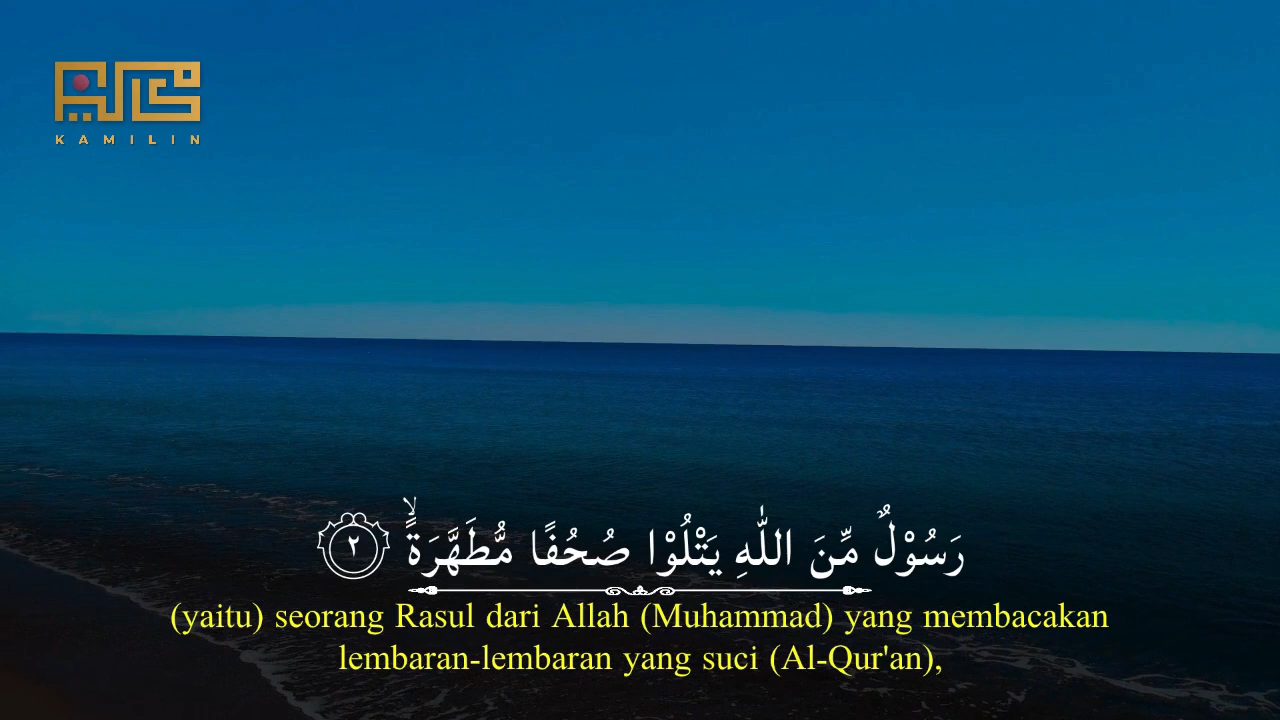 KAMILIN
رَسُوْلٌ مِّنَ اللّٰهِ يَتْلُوْا صُحُفًا مُّطَهَّرَةًۙ ٢
(yaitu) seorang Rasul dari Allah (Muhammad) yang membacakan
lembaran-lembaran yang suci (Al-Qur'an),